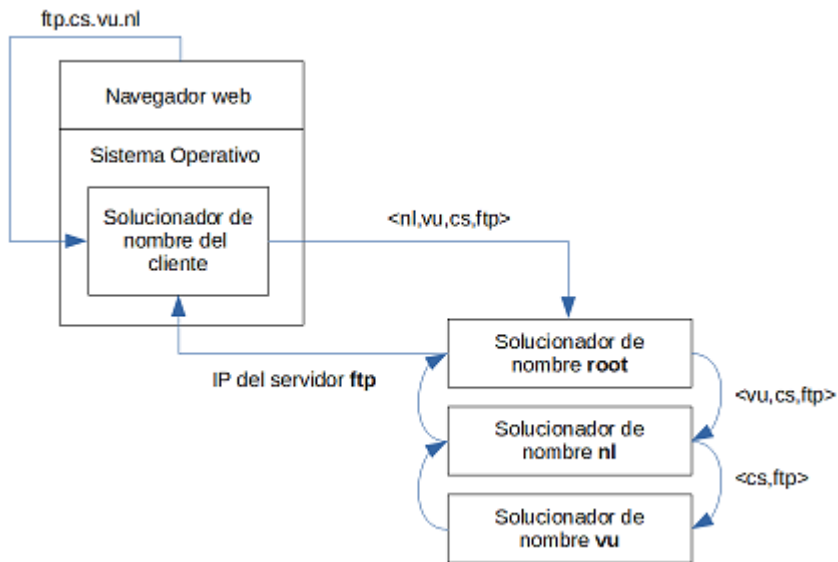 ftp.cs.vu.nl
Navegador web
Sistema Operativo
Solucionador de
nombre del
cliente
<nl,vu,cs,ftp>
Solucionador de
nombre root
IP del servidor ftp
<vu,cs,ftp>
Solucionador de
nombre nl
<cs,ftp>
Solucionador de
nombre vu